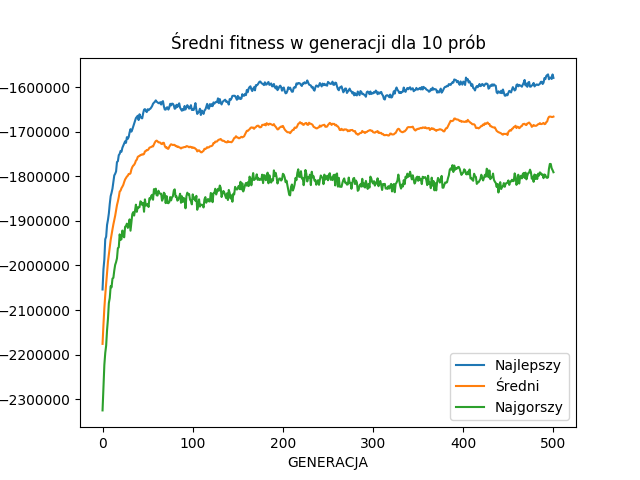 Średni fitness w generacji dla 10 prób
−1600000
−1700000
−1800000
−1900000
−2000000
−2100000
−2200000
−2300000
Najlepszy
Średni
Najgorszy
0 100 200 300 400 500
GENERACJA